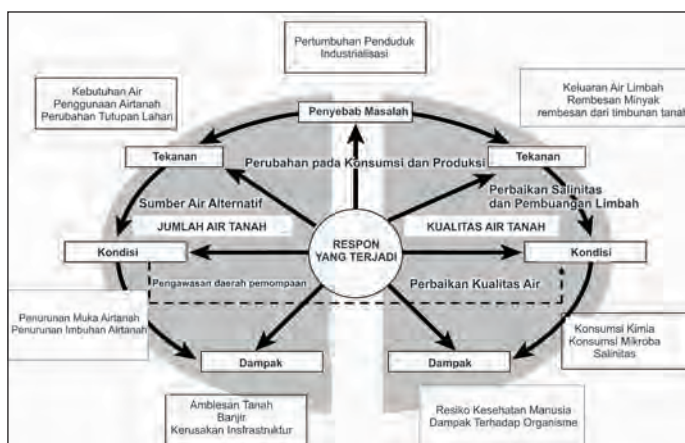 Pertumbuhan Penduduk
Industrialisasi
Kebutuhan Air
Penggunaan Airtanah
Perubahan Tutupan Lahan
Keluaran Air Limbah
Rembesan Minyak
rembesan dari timbunan tanah
Penyebab Masalah
Tekanan
Tekanan
Perubahan pada Konsumsi dan Produksi
Sumber Air Alternatif
Perbaikan Salinitas
dan Pembuangan Limbah
JUMLAH AIR TANAH
RESPON
YANG TERJADI
KUALITAS AIR TANAH
Kondisi
Kondisi
Pengawasan daerah pemompaan
Perbaikan Kualitas Air
Penurunan Muka Airtanah
Penurunan Imbuhan Airtanah
Konsumsi Kimia
Konsumsi Mikroba
Salinitas
Dampak
Dampak
Amblesan Tanah
Banjir
Kerusakan Insfrastruktur
Resiko Kesehatan Manusia
Dampak Terhadap Organisme